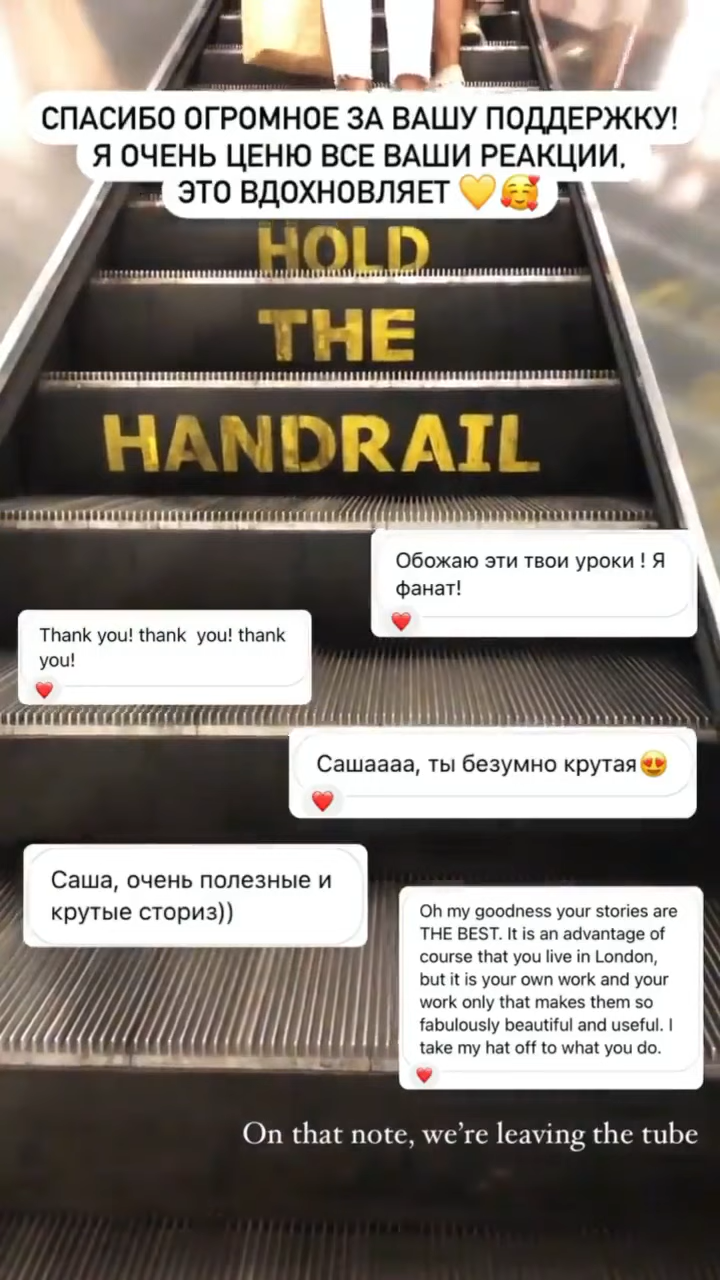 СПАСИБО ОГРОМНОЕ ЗА ВАШУ ПОДДЕРЖКУ!
Я ОЧЕНЬ ЦЕНЮ ВСЕ ВАШИ РЕАКЦИИ.
ЭТО ВДОХНОВЛЯЕТ 💛🥰
HOLD
THE
HANDRAIL
Обожаю эти твои уроки ! Я
фанат!
❤️
Thank you! thank  you! thank
you!
❤️
Сашаааа, ты безумно крутая😍
❤️
Саша, очень полезные и
крутые сториз))
Oh my goodness your stories are
THE BEST. It is an advantage of
course that you live in London,
but it is your own work and your
work only that makes them so
fabulously beautiful and useful. I
take my hat off to what you do.
❤️
On that note, we’re leaving the tube